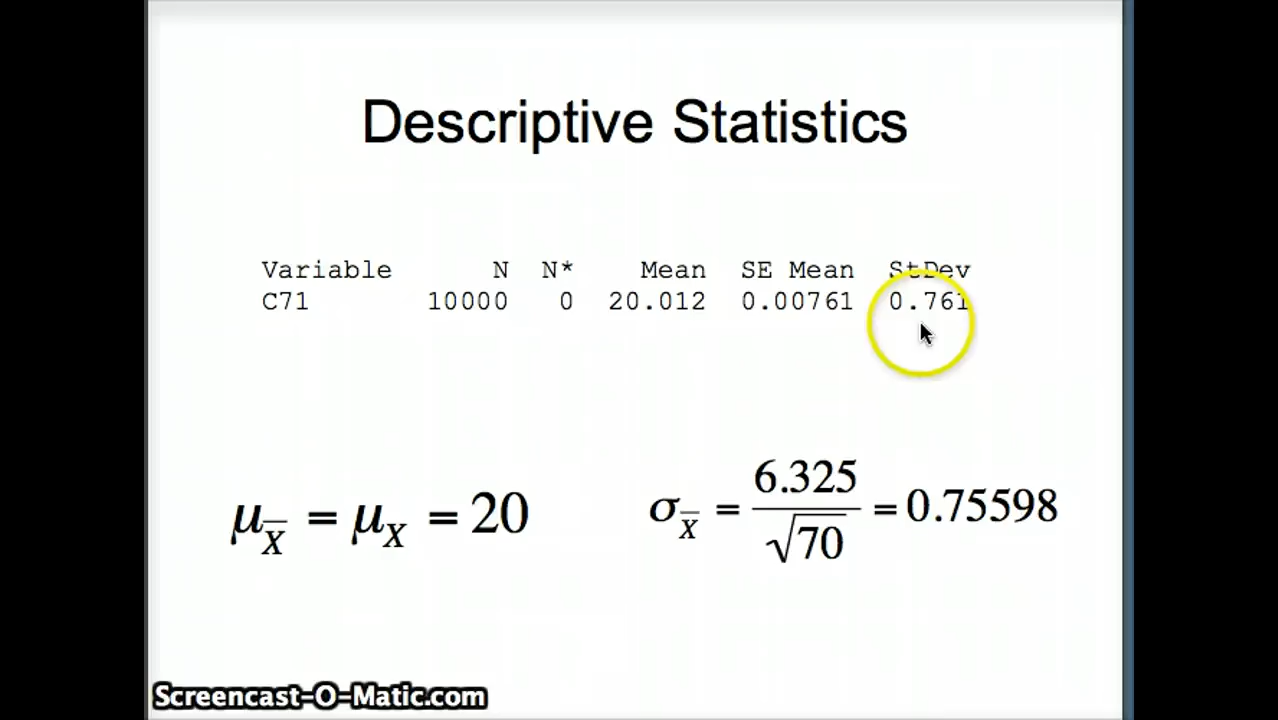 Descriptive Statistics
Variable N N* Mean SE Mean StDev
C71 10000 0 20.012 0.00761 0.761
μ_X̅ = μ_X = 20
σ_X̅ = 6.325 / √70 = 0.75598
Screencast-O-Matic.com